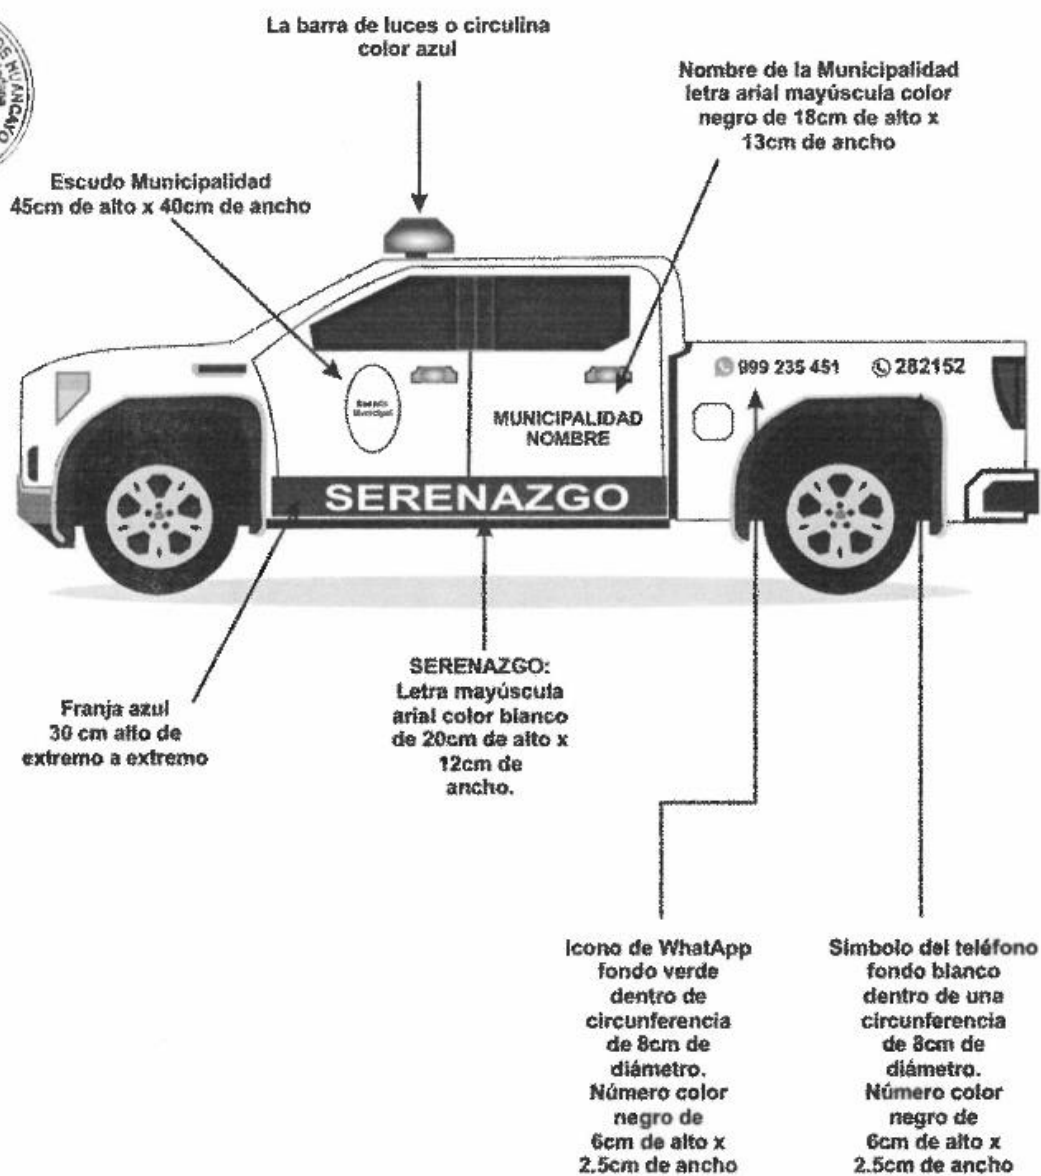 HUANCAYO
La barra de luces o circulina
color azul
Nombre de la Municipalidad
letra arial mayúscula color
negro de 18cm de alto x
13cm de ancho
Escudo Municipalidad
45cm de alto x 40cm de ancho
999 235 451
282152
Escudo
Municipal
MUNICIPALIDAD
NOMBRE
SERENAZGO
SERENAZGO:
Letra mayúscula
arial color blanco
de 20cm de alto x
12cm de
ancho.
Franja azul
30 cm alto de
extremo a extremo
Icono de WhatApp
fondo verde
dentro de
circunferencia
de 8cm de
diámetro.
Número color
negro de
6cm de alto x
2.5cm de ancho
Símbolo del teléfono
fondo blanco
dentro de una
circunferencia
de 8cm de
diámetro.
Número color
negro de
6cm de alto x
2.5cm de ancho